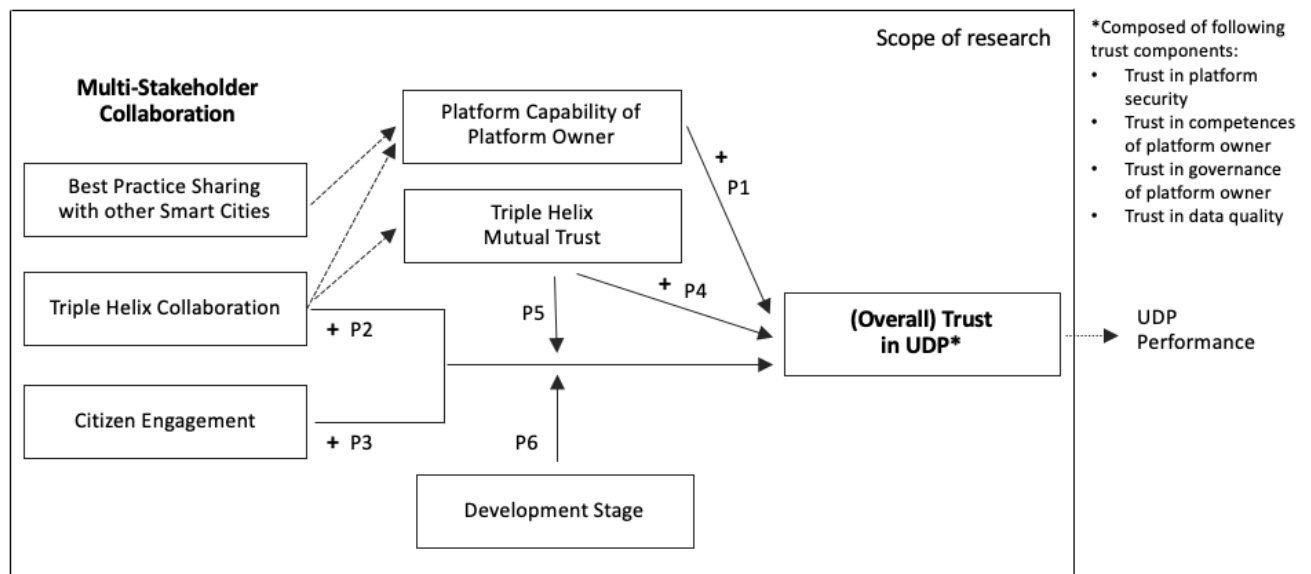 Scope of research
Multi-Stakeholder
Collaboration
Best Practice Sharing
with other Smart Cities
Triple Helix Collaboration
Citizen Engagement
Platform Capability of
Platform Owner
Triple Helix
Mutual Trust
+
P1
+ P4
P5
+ P2
+ P3
P6
Development Stage
(Overall) Trust
in UDP*
UDP
Performance
*Composed of following
trust components:
• Trust in platform
security
• Trust in competences
of platform owner
• Trust in governance
of platform owner
• Trust in data quality